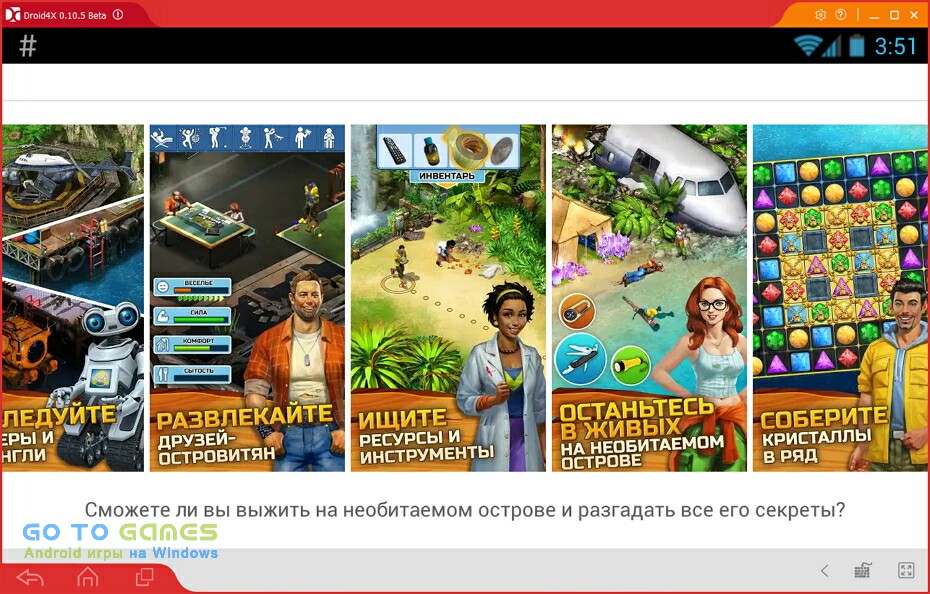 Droid4X 0.10.5 Beta
3:51
ЛЕДУЙТЕ
ЕРЫ И
НГЛИ
ВЕСЕЛЬЕ
СИЛА
КОМФОРТ
СЫТОСТЬ
РАЗВЛЕКАЙТЕ
ДРУЗЕЙ-
ОСТРОВИТЯН
ИНВЕНТАРЬ
ИЩИТЕ
РЕСУРСЫ И
ИНСТРУМЕНТЫ
ОСТАНЬТЕСЬ
В ЖИВЫХ
НА НЕОБИТАЕМОМ
ОСТРОВЕ
СОБЕРИТЕ
КРИСТАЛЛЫ
В РЯД
Сможете ли вы выжить на необитаемом острове и разгадать все его секреты?
GO TO GAMES
Android игры на Windows